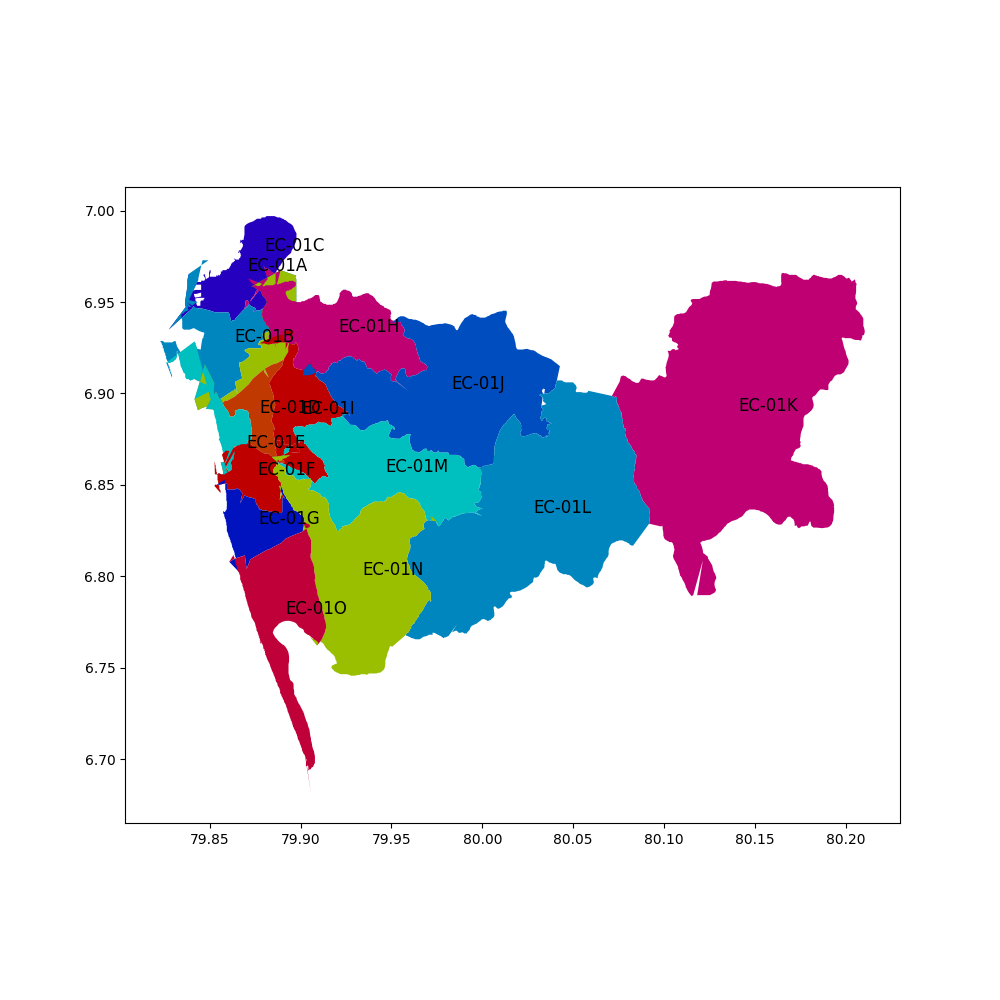 7.00
6.95
6.90
6.85
6.80
6.75
6.70
EC-01C
EC-01A
EC-01B
EC-01H
EC-01J
EC-01D
EC-01I
EC-01K
EC-01E
EC-01F
EC-01M
EC-01L
EC-01G
EC-01N
EC-01O
79.85 79.90 79.95 80.00 80.05 80.10 80.15 80.20